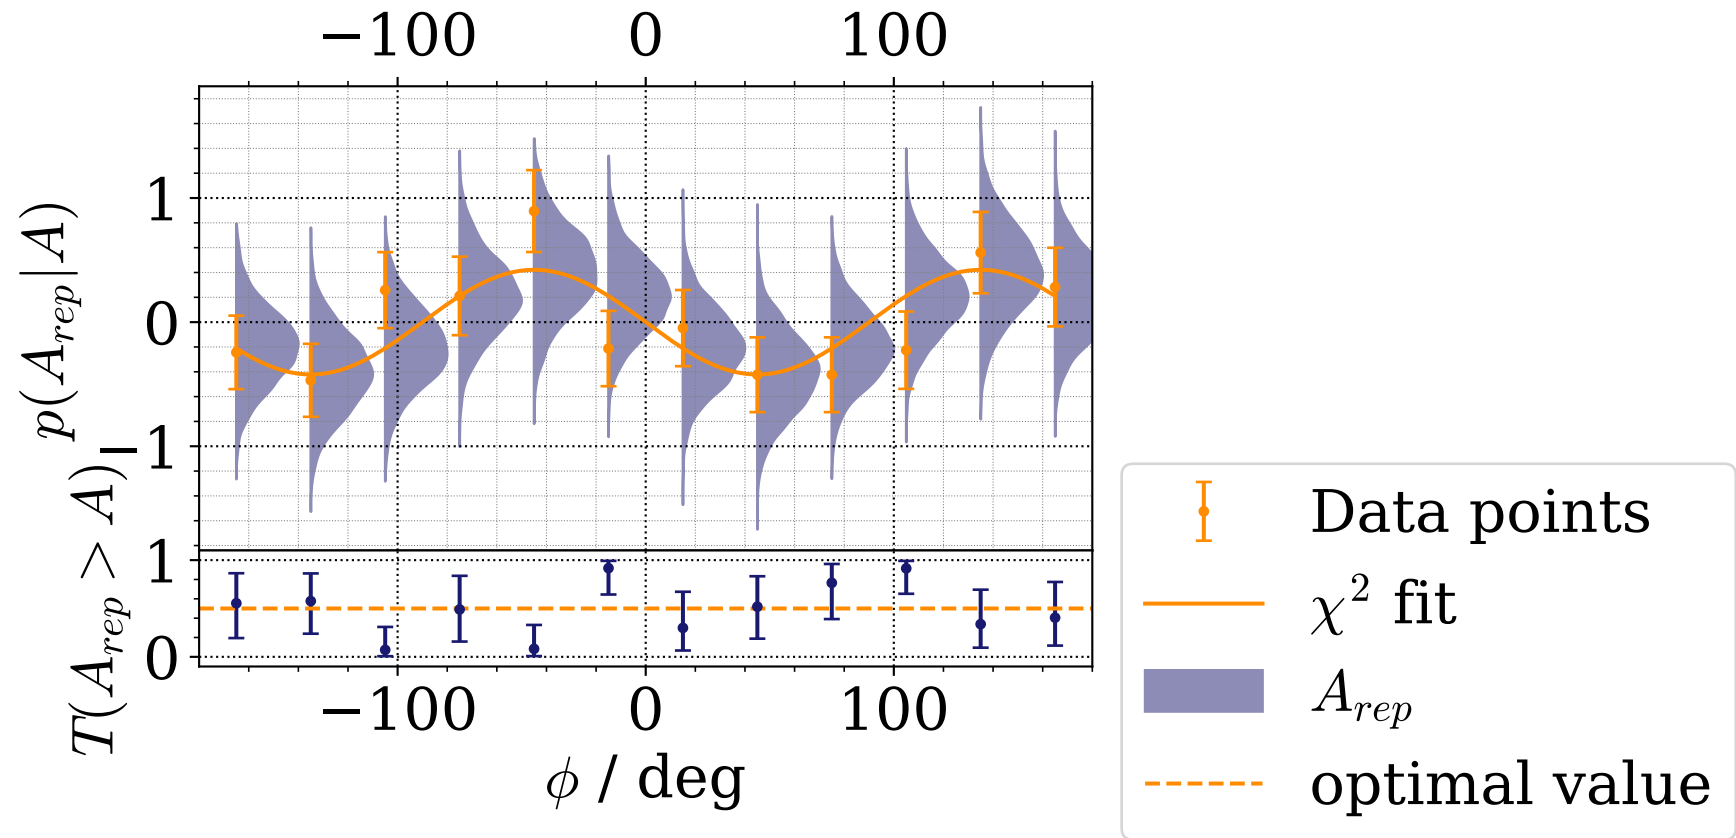 −100 0 100
p(A_rep|A)
1
0
−1
T(A_rep > A)
1
0
−100 0 100
ϕ / deg
Data points
χ² fit
A_rep
optimal value